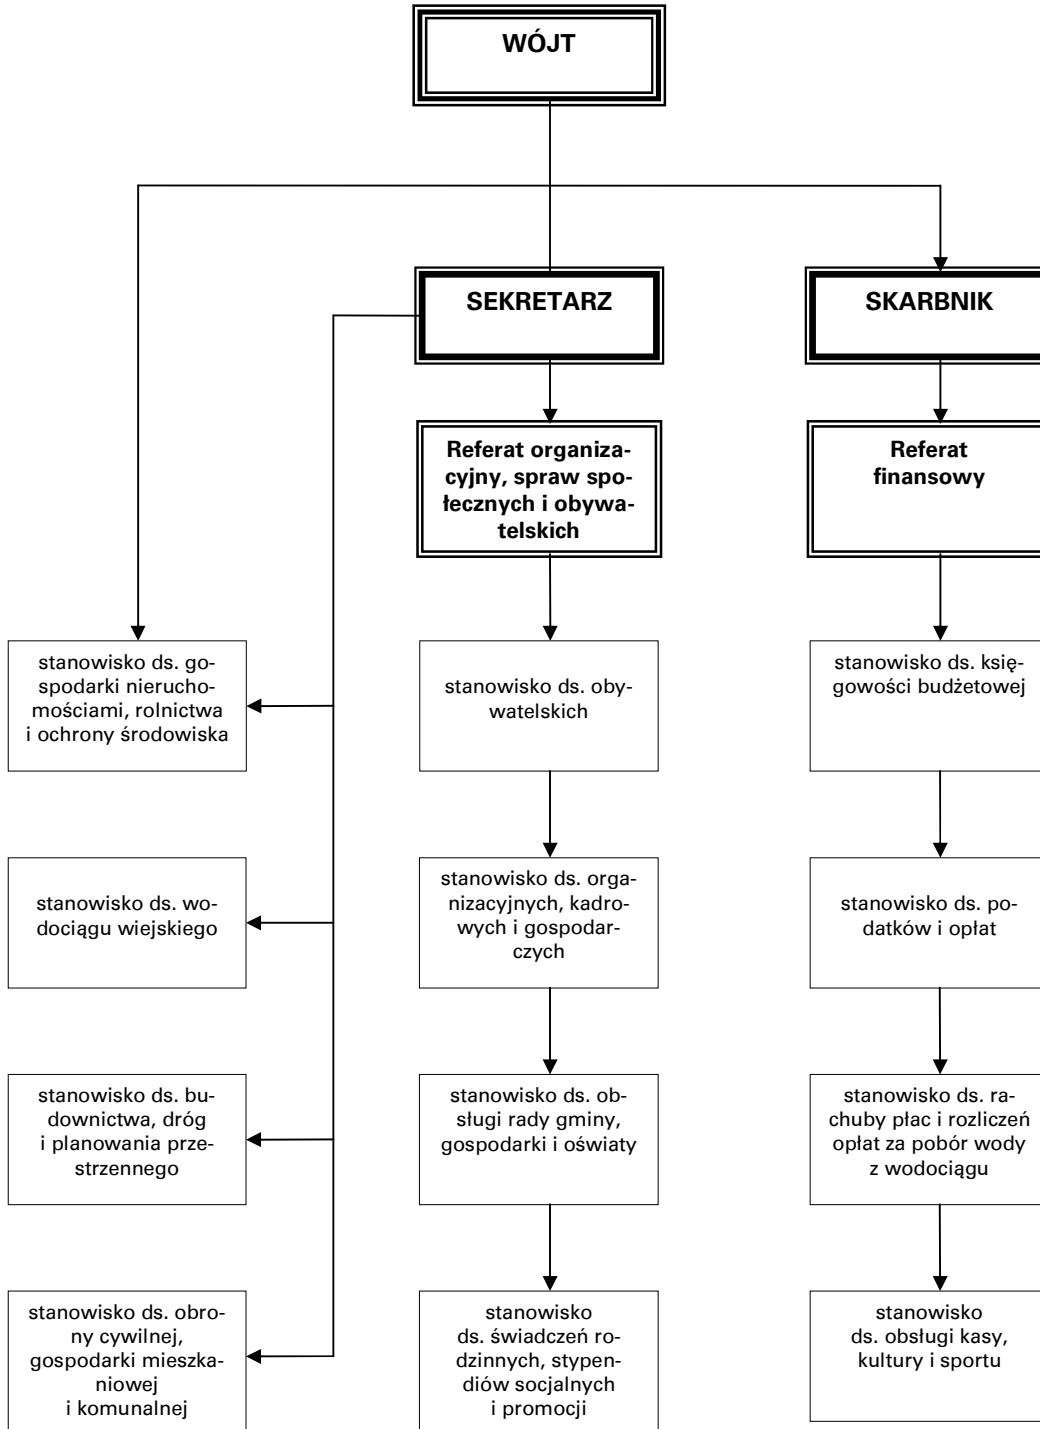 WÓJT
SEKRETARZ
SKARBNIK
Referat organiza-
cyjny, spraw spo-
łecznych i obywa-
telskich
Referat
finansowy
stanowisko ds. go-
spodarki nierucho-
mościami, rolnictwa
i ochrony środowiska
stanowisko ds. oby-
watelskich
stanowisko ds. księ-
gowości budżetowej
stanowisko ds. wo-
dociągu wiejskiego
stanowisko ds. orga-
nizacyjnych, kadro-
wych i gospodar-
czych
stanowisko ds. po-
datków i opłat
stanowisko ds. bu-
downictwa, dróg
i planowania prze-
strzennego
stanowisko ds. ob-
sługi rady gminy,
gospodarki i oświaty
stanowisko ds. ra-
chuby płac i rozliczeń
opłat za pobór wody
z wodociągu
stanowisko ds. obro-
ny cywilnej,
gospodarki mieszka-
niowej
i komunalnej
stanowisko
ds. świadczeń ro-
dzinnych, stypen-
diów socjalnych
i promocji
stanowisko
ds. obsługi kasy,
kultury i sportu